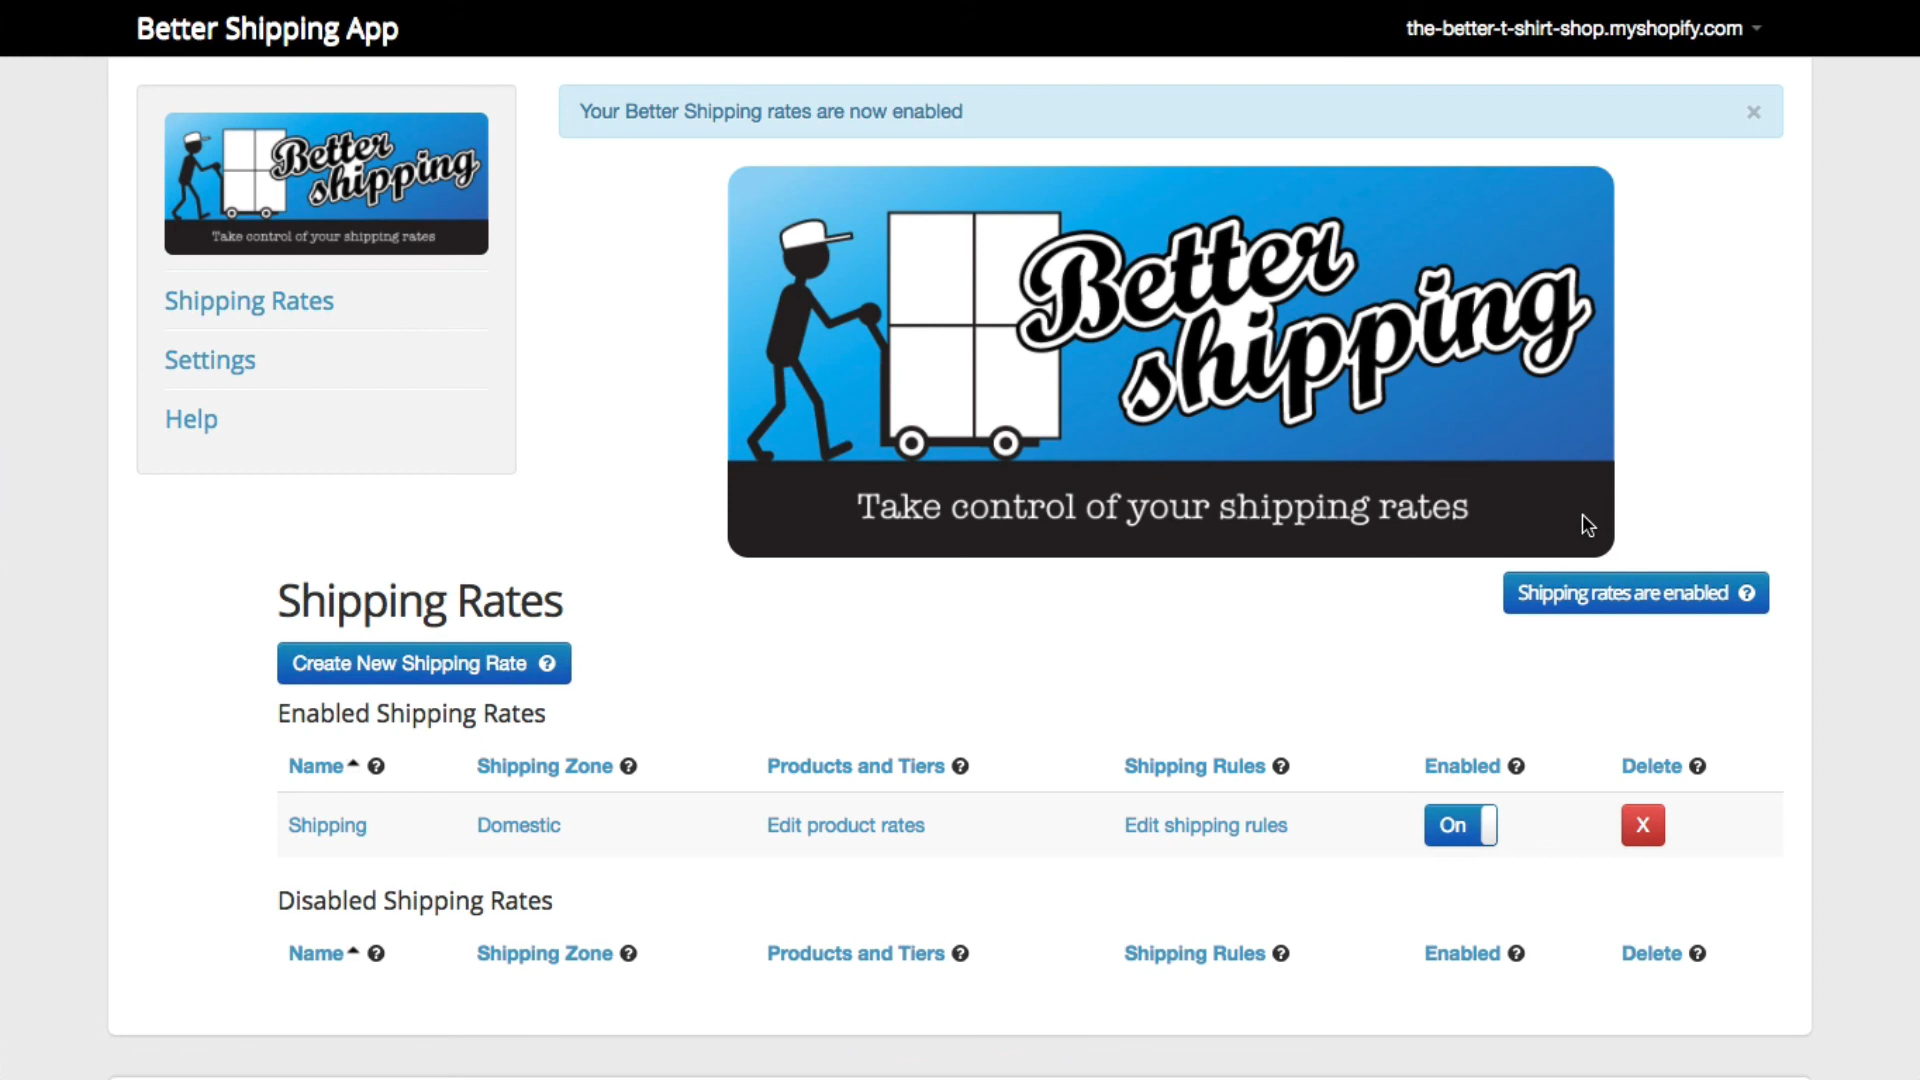 Better Shipping App
the-better-t-shirt-shop.myshopify.com
Better
shipping
Take control of your shipping rates
Shipping Rates
Settings
Help
Your Better Shipping rates are now enabled ×
Better
shipping
Take control of your shipping rates
Shipping Rates
Shipping rates are enabled ?
Create New Shipping Rate ?
Enabled Shipping Rates
Name ? Shipping Zone ? Products and Tiers ? Shipping Rules ? Enabled ? Delete ?
Shipping Domestic Edit product rates Edit shipping rules On X
Disabled Shipping Rates
Name ? Shipping Zone ? Products and Tiers ? Shipping Rules ? Enabled ? Delete ?